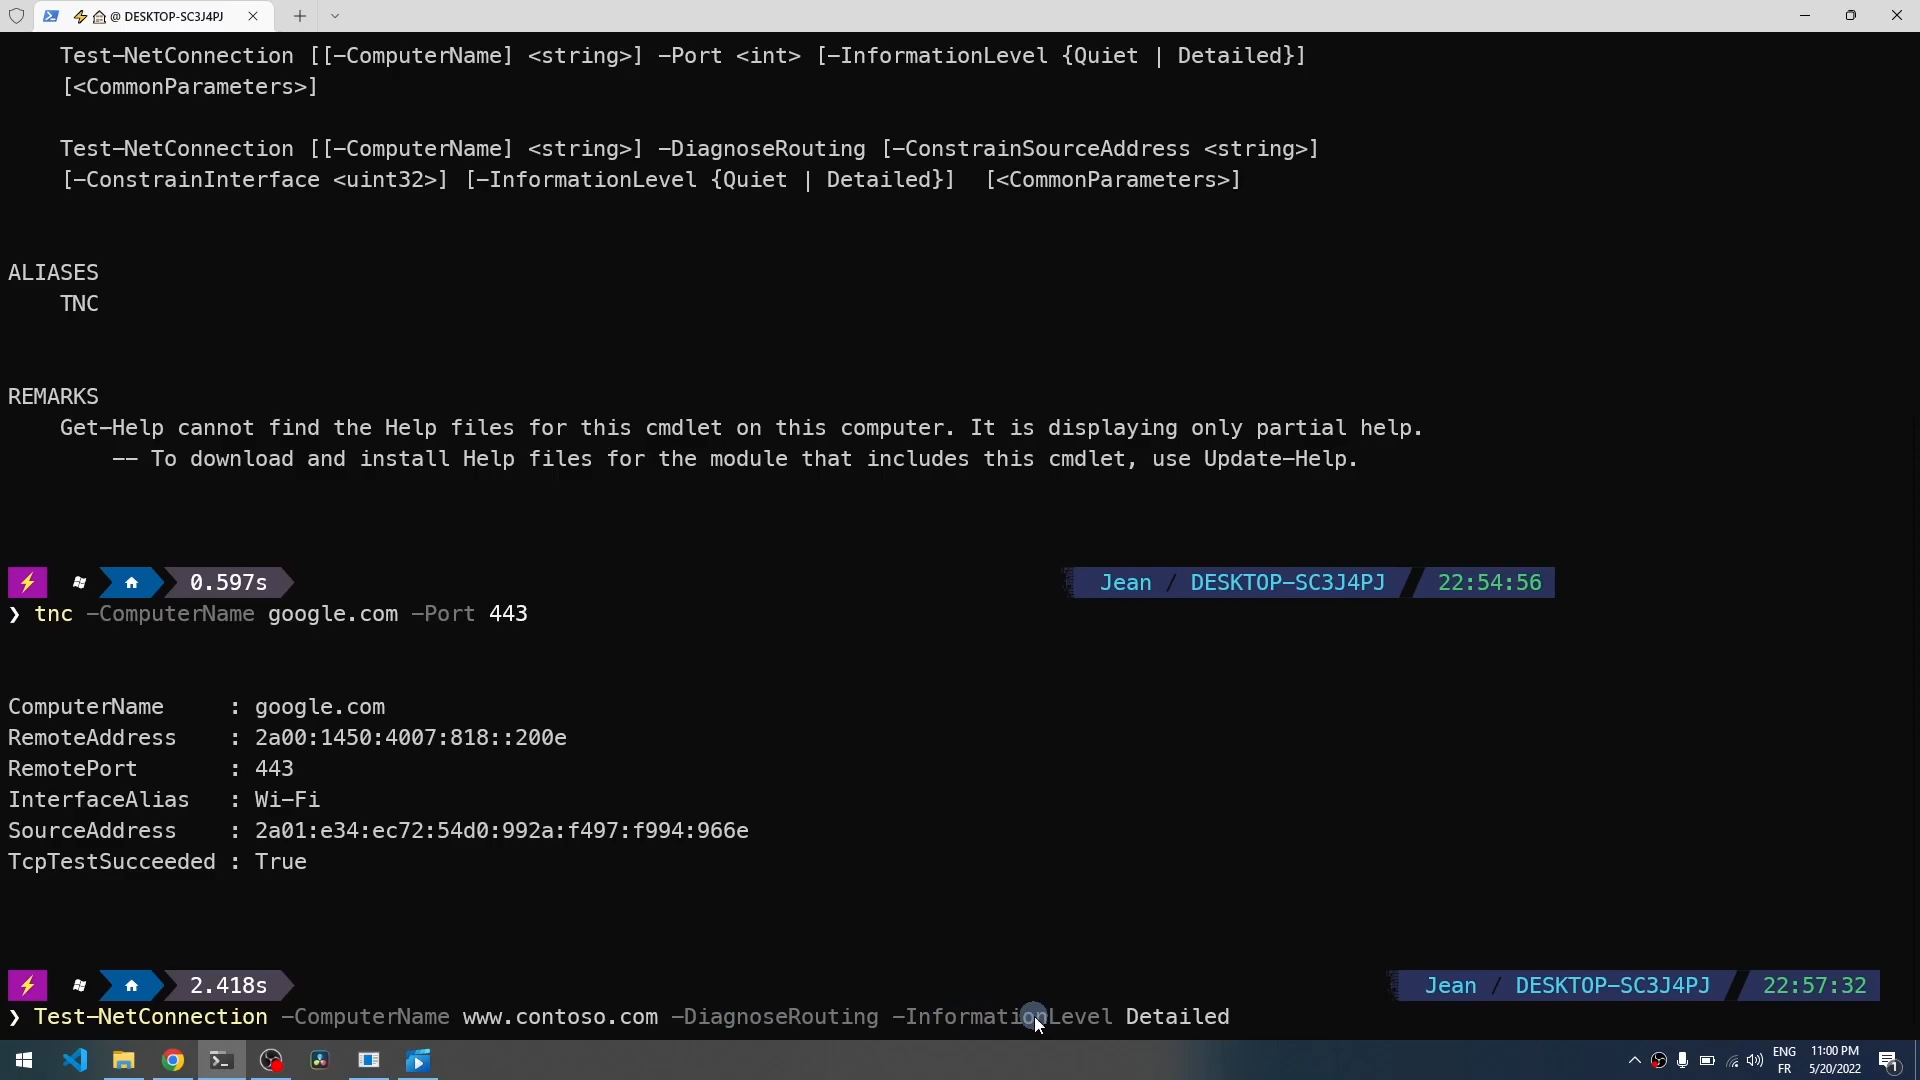 @ DESKTOP-SC3J4PJ
Test-NetConnection [[-ComputerName] <string>] -Port <int> [-InformationLevel {Quiet | Detailed}]
[<CommonParameters>]
Test-NetConnection [[-ComputerName] <string>] -DiagnoseRouting [-ConstrainSourceAddress <string>]
[-ConstrainInterface <uint32>] [-InformationLevel {Quiet | Detailed}]  [<CommonParameters>]
ALIASES
TNC
REMARKS
Get-Help cannot find the Help files for this cmdlet on this computer. It is displaying only partial help.
-- To download and install Help files for the module that includes this cmdlet, use Update-Help.
0.597s Jean / DESKTOP-SC3J4PJ 22:54:56
❯ tnc -ComputerName google.com -Port 443
ComputerName     : google.com
RemoteAddress    : 2a00:1450:4007:818::200e
RemotePort       : 443
InterfaceAlias   : Wi-Fi
SourceAddress    : 2a01:e34:ec72:54d0:992a:f497:f994:966e
TcpTestSucceeded : True
2.418s Jean / DESKTOP-SC3J4PJ 22:57:32
❯ Test-NetConnection -ComputerName www.contoso.com -DiagnoseRouting -InformationLevel Detailed
ENG 11:00 PM
FR 5/20/2022 1